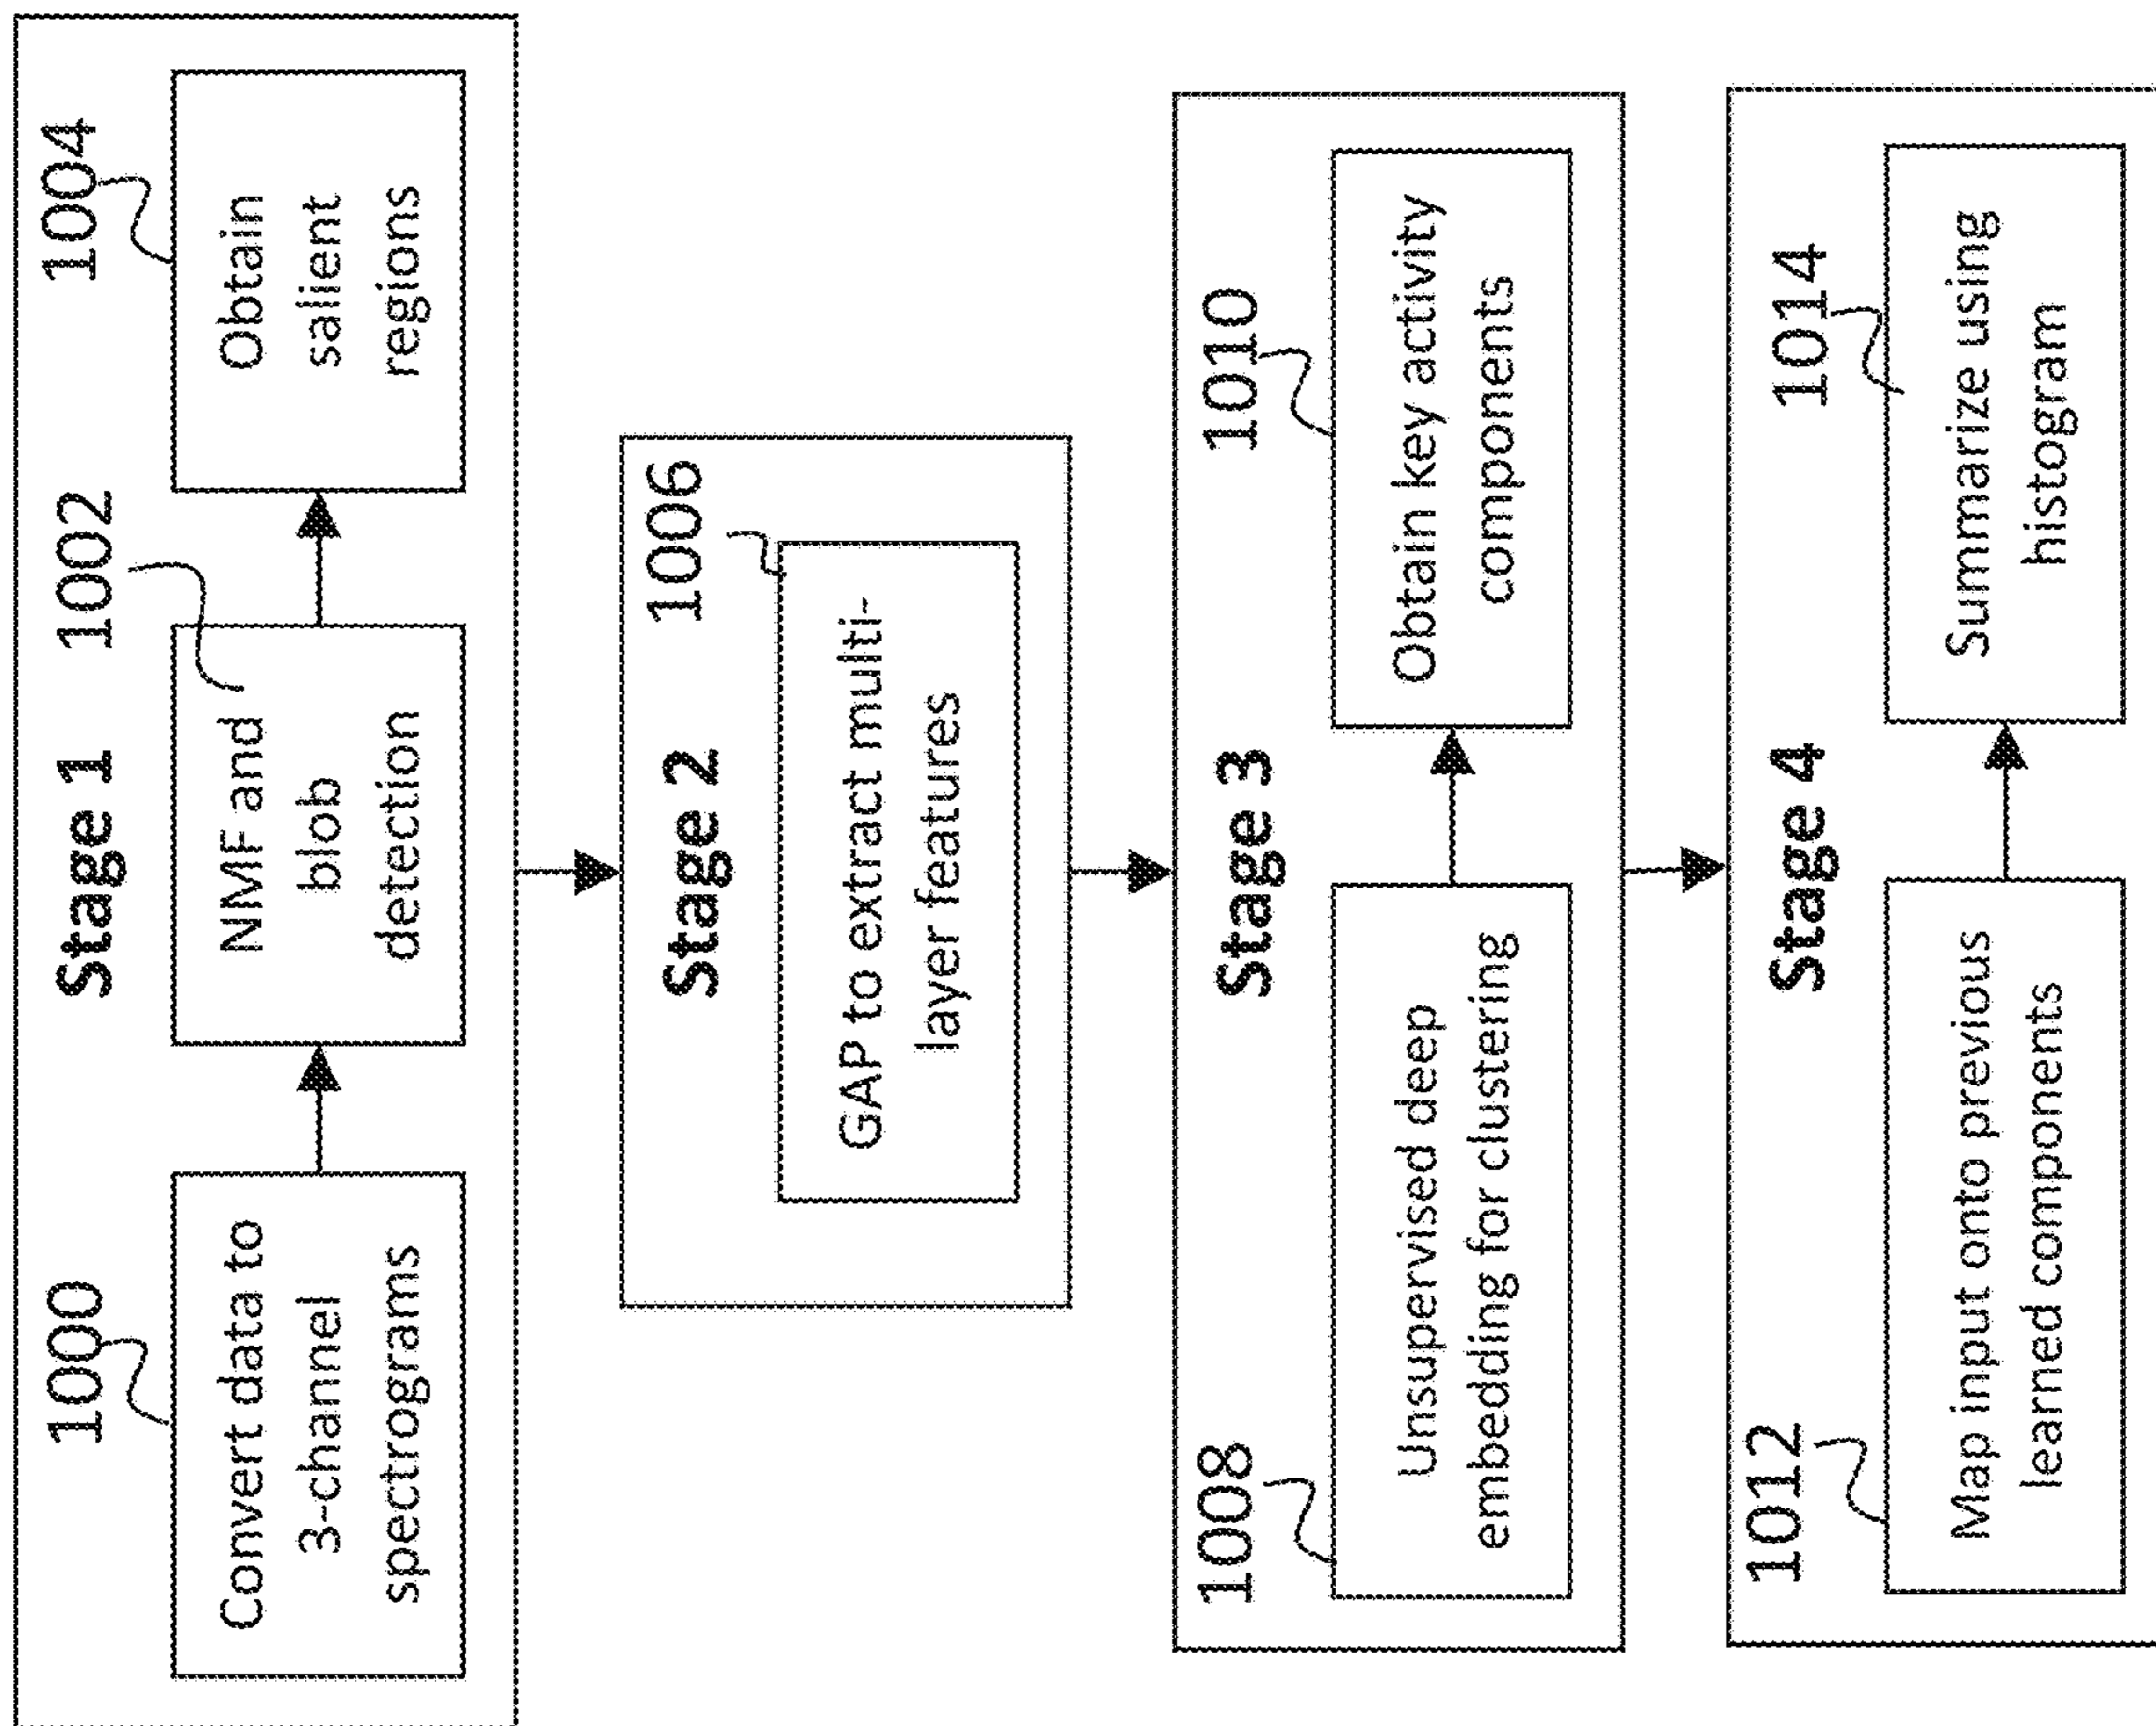 Stage 1
1000
1002
1004
Convert data to
3-channel
spectrograms
NMF and
blob
detection
Obtain
salient
regions
Stage 2
1006
GAP to extract multi-
layer features
Stage 3
1008
1010
Unsupervised deep
embedding for clustering
Obtain key activity
components
Stage 4
1012
1014
Map input onto previous
learned components
Summarize using
histogram